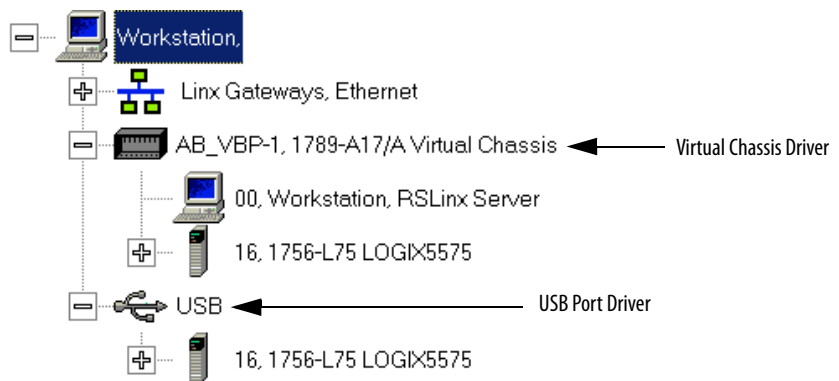 Workstation,
Linx Gateways, Ethernet
AB_VBP-1, 1789-A17/A Virtual Chassis
Virtual Chassis Driver
00, Workstation, RSLinx Server
16, 1756-L75 LOGIX5575
USB
USB Port Driver
16, 1756-L75 LOGIX5575